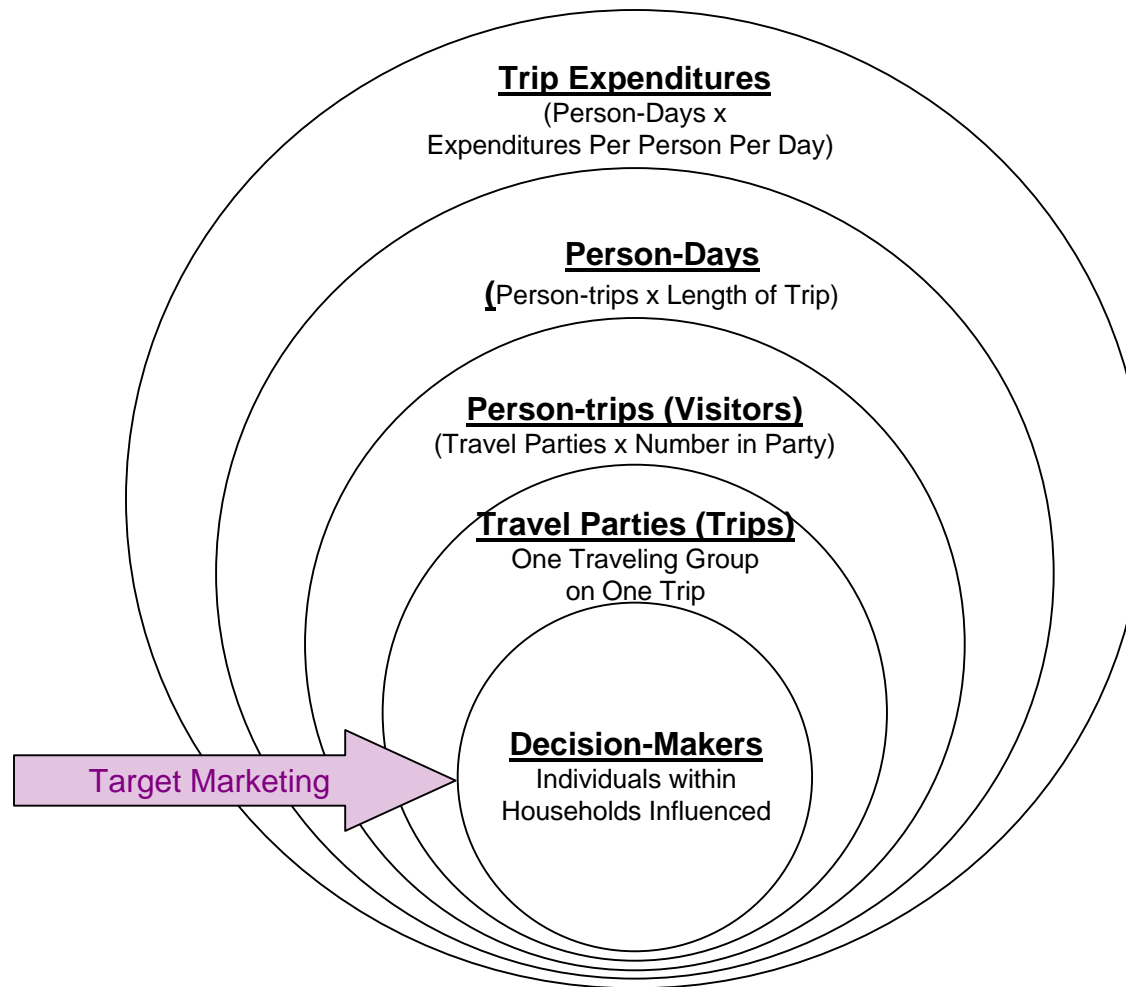 Trip Expenditures
(Person-Days x
Expenditures Per Person Per Day)
Person-Days
(Person-trips x Length of Trip)
Person-trips (Visitors)
(Travel Parties x Number in Party)
Travel Parties (Trips)
One Traveling Group
on One Trip
Decision-Makers
Individuals within
Households Influenced
Target Marketing